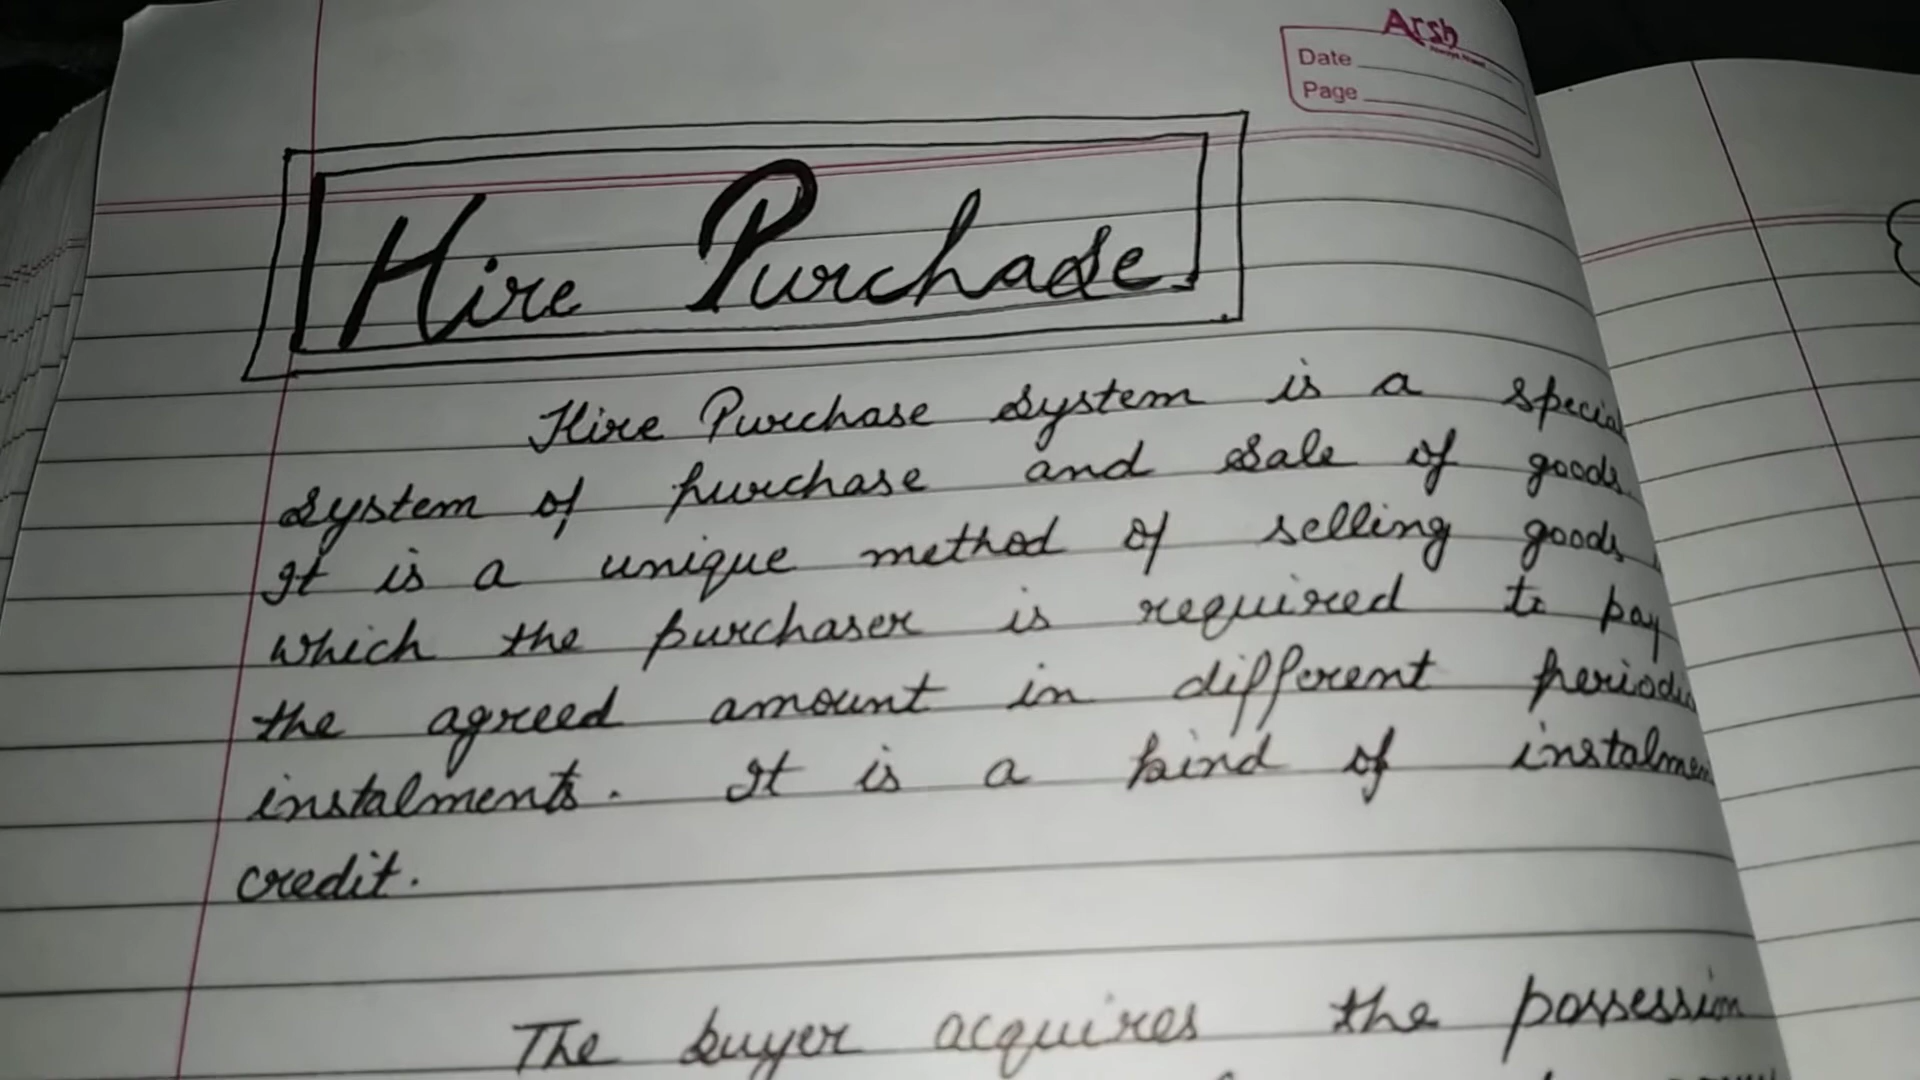 Arsh
Date
Page
Hire Purchase
Hire Purchase system is a special
system of purchase and sale of goods.
It is a unique method of selling goods
which the purchaser is required to pay
the agreed amount in different periodic
instalments. It is a kind of instalment
credit.
The buyer acquires the possession